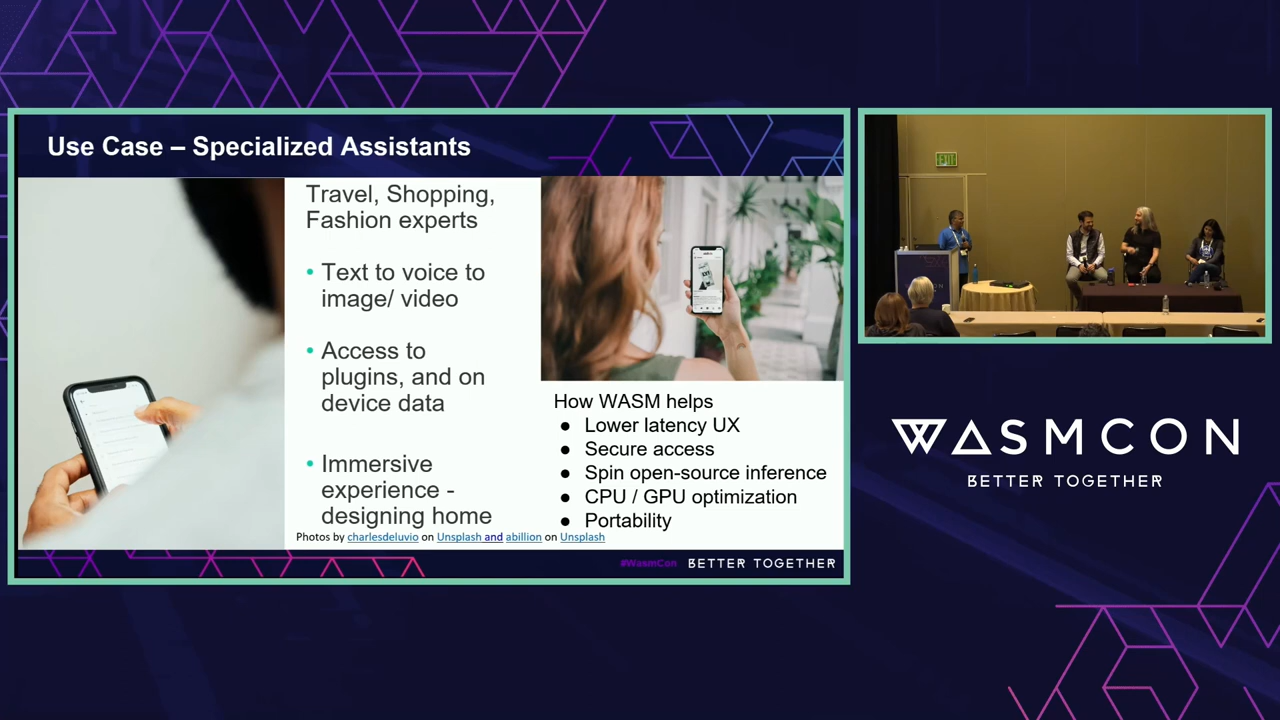 Use Case – Specialized Assistants
Travel, Shopping,
Fashion experts
• Text to voice to
image/ video
• Access to
plugins, and on
device data
• Immersive
experience -
designing home
How WASM helps
● Lower latency UX
● Secure access
● Spin open-source inference
● CPU / GPU optimization
● Portability
Photos by charlesdeluvio on Unsplash and abillion on Unsplash
#WasmCon BETTER TOGETHER
EXIT
WASMCON
WASMCON
BETTER TOGETHER